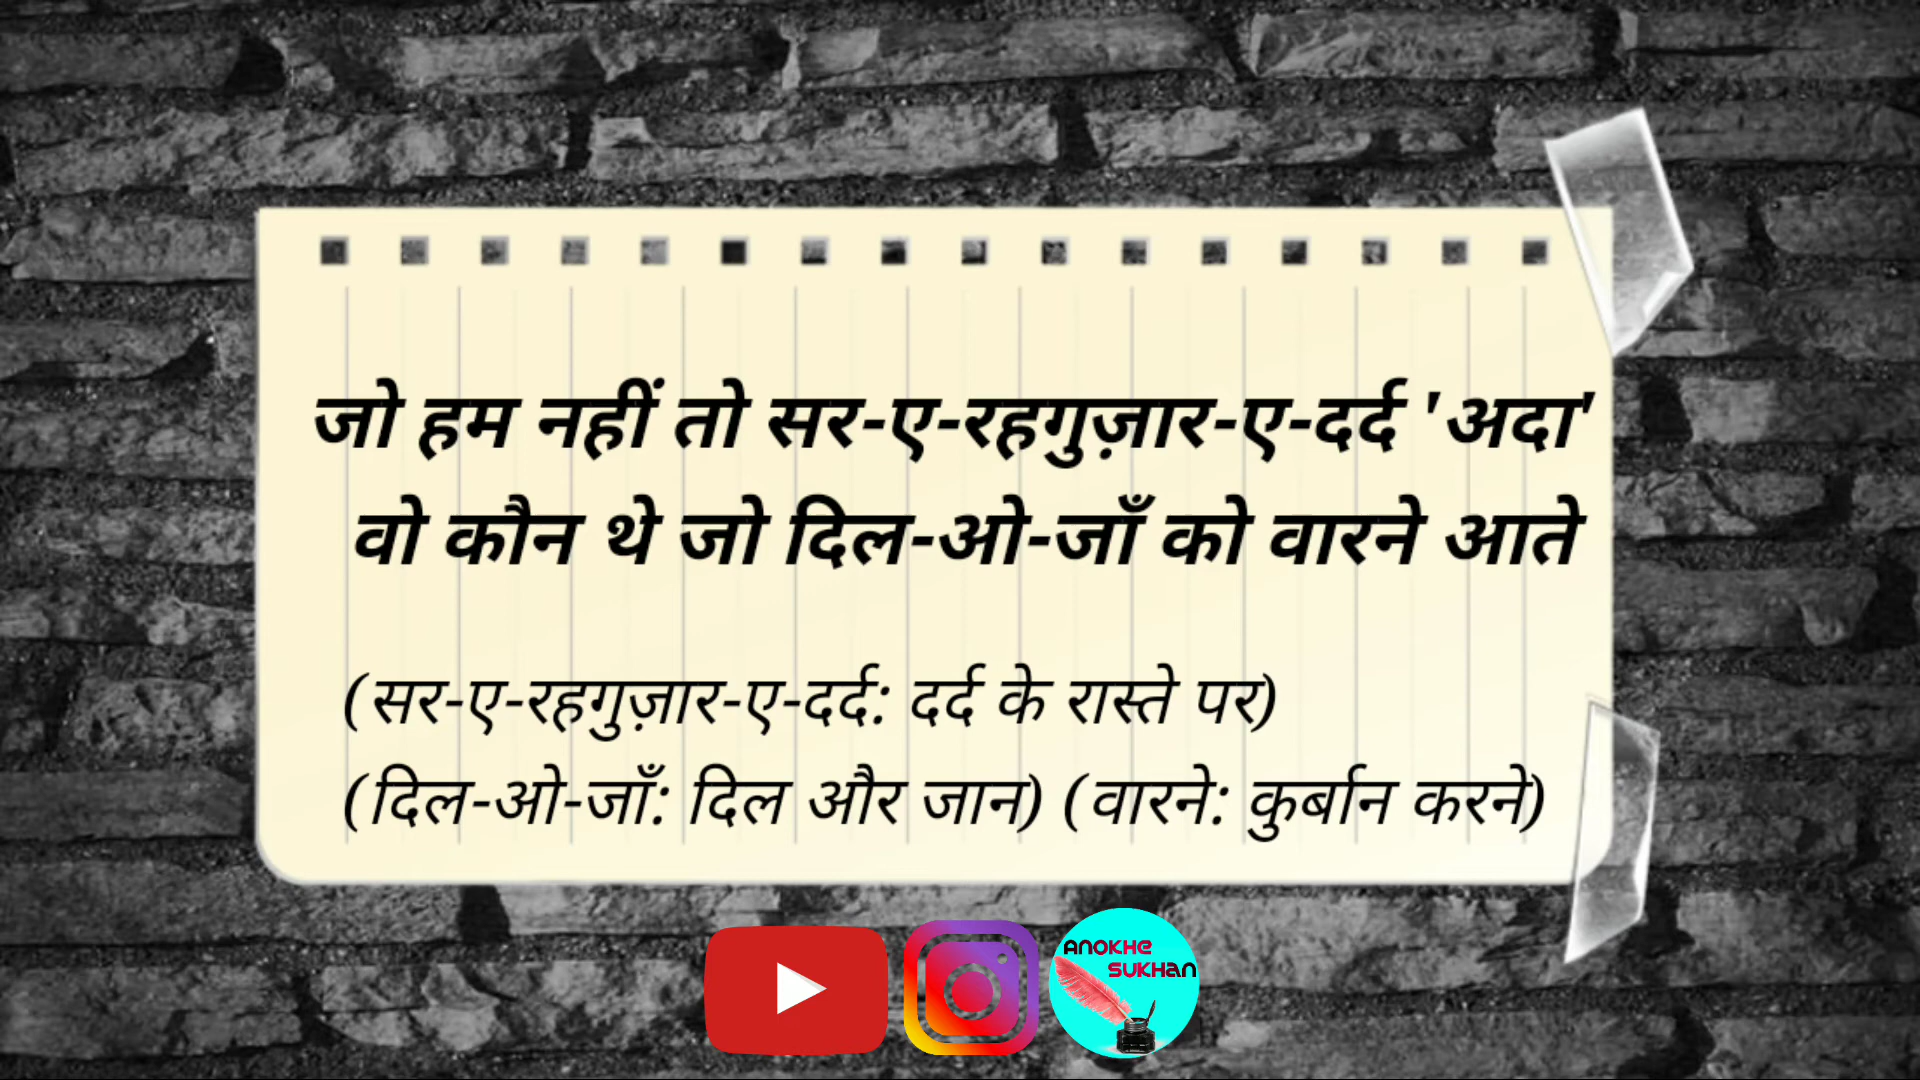 जो हम नहीं तो सर-ए-रहगुज़ार-ए-दर्द 'अदा'
वो कौन थे जो दिल-ओ-जाँ को वारने आते
(सर-ए-रहगुज़ार-ए-दर्द: दर्द के रास्ते पर)
(दिल-ओ-जाँ: दिल और जान) (वारने: कुर्बान करने)
ANOKHE
SUKHAN